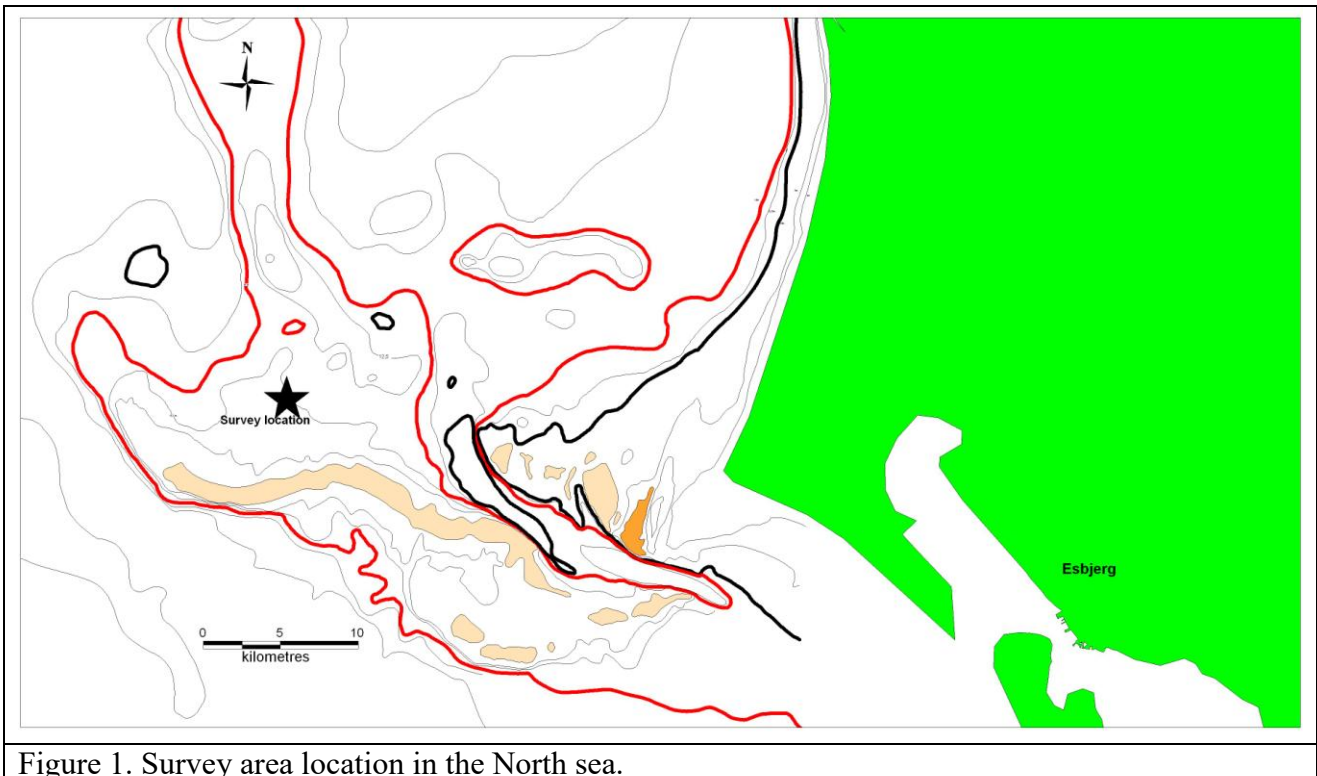 N
Survey location
Esbjerg
0 5 10
kilometres
Figure 1. Survey area location in the North sea.